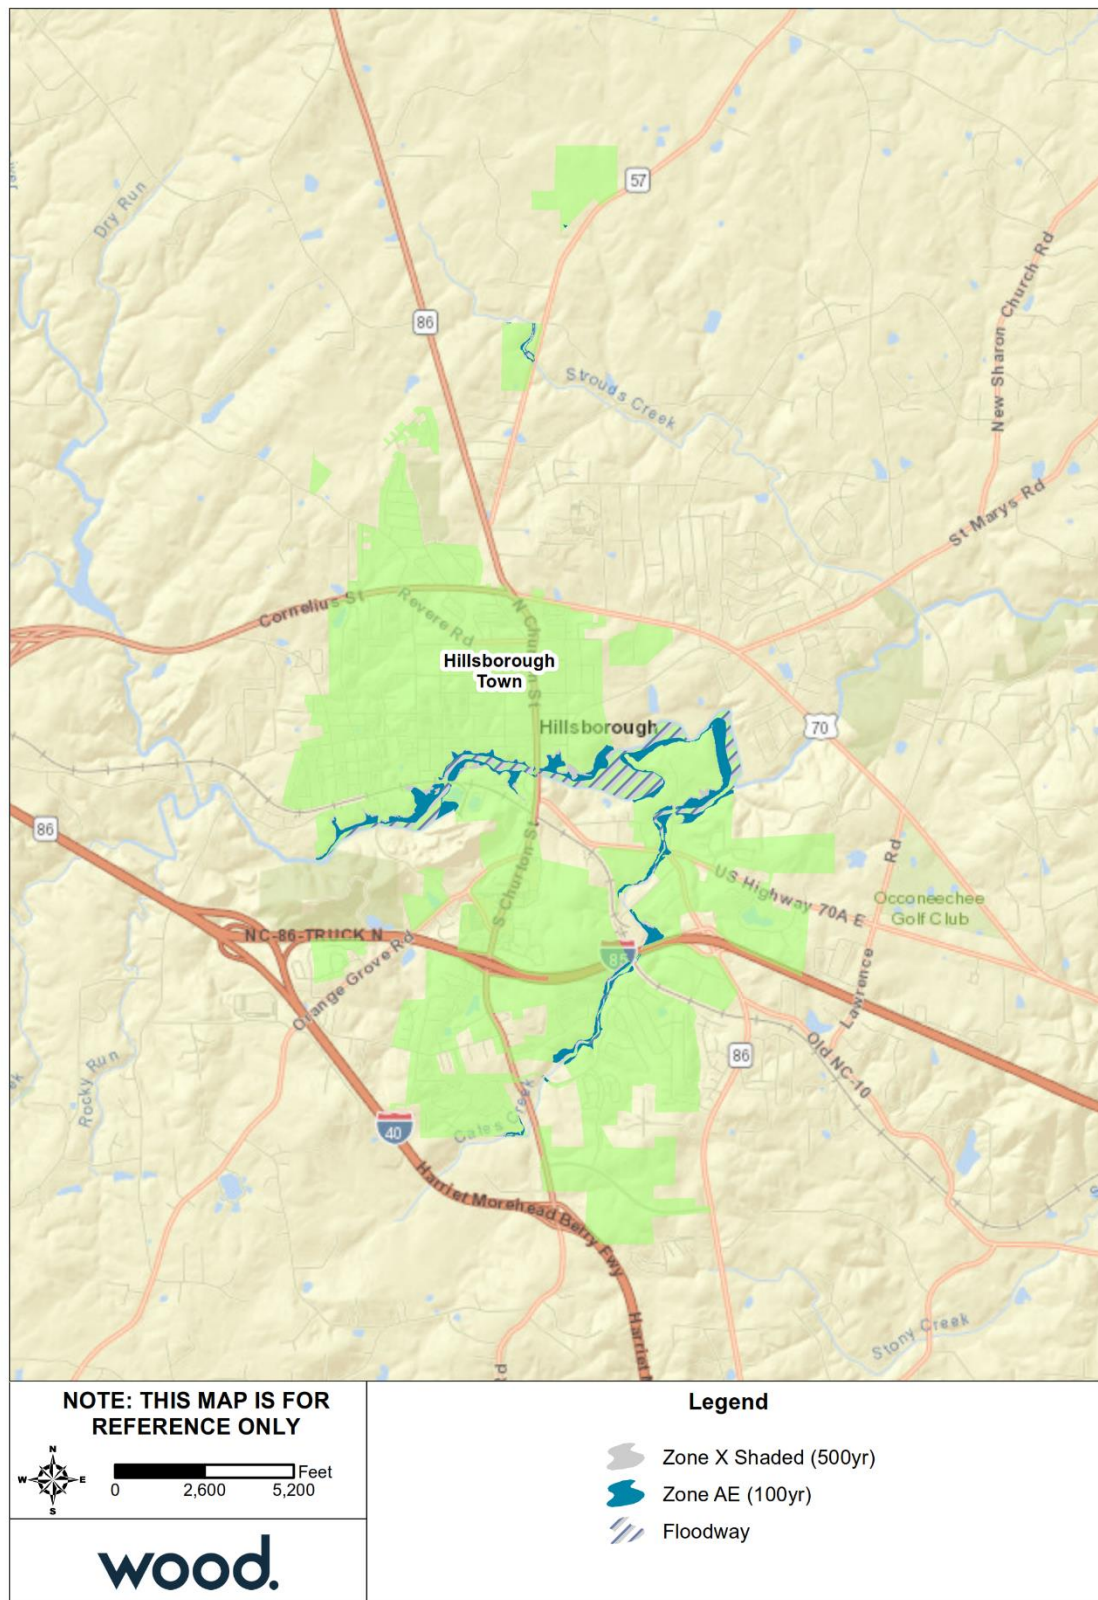 Dry Run
57
New Sharon Church Rd
86
Strouds Creek
St Marys Rd
Cornelius St
Revere Rd
Hillsborough
Town
Hillsborough
70
86
S Churton St
US Highway 70A E
Rd
Occoneechee
Golf Club
NC-86-TRUCK N
85
Orange Grove Rd
Lawrence
Old NC-10
86
Rocky Run
40
Cates Creek
Harriet Morehead Berry Fwy
Harriet
Stony Creek
NOTE: THIS MAP IS FOR
REFERENCE ONLY
N
W E
S
Feet
0 2,600 5,200
wood.
Legend
Zone X Shaded (500yr)
Zone AE (100yr)
Floodway